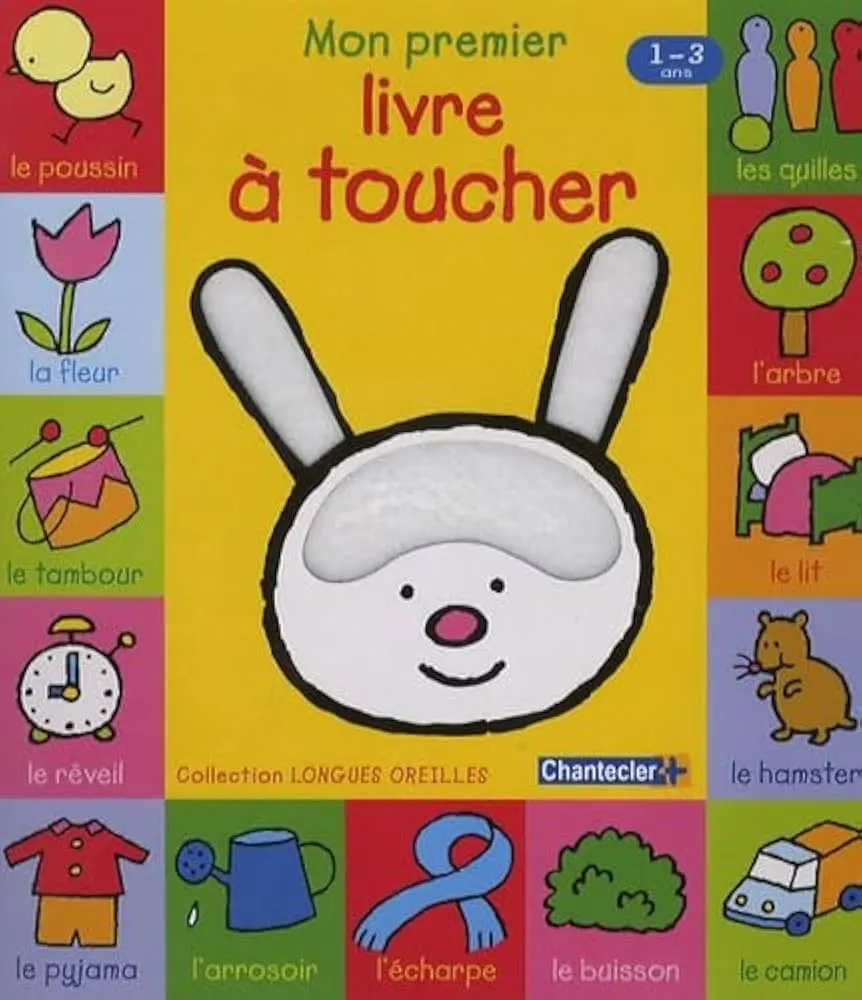 Mon premier
livre
à toucher
1-3
ans
le poussin
les quilles
la fleur
l'arbre
le tambour
le lit
le réveil
le hamster
Collection LONGUES OREILLES
Chantecler+
le pyjama
l'arrosoir
l'écharpe
le buisson
le camion